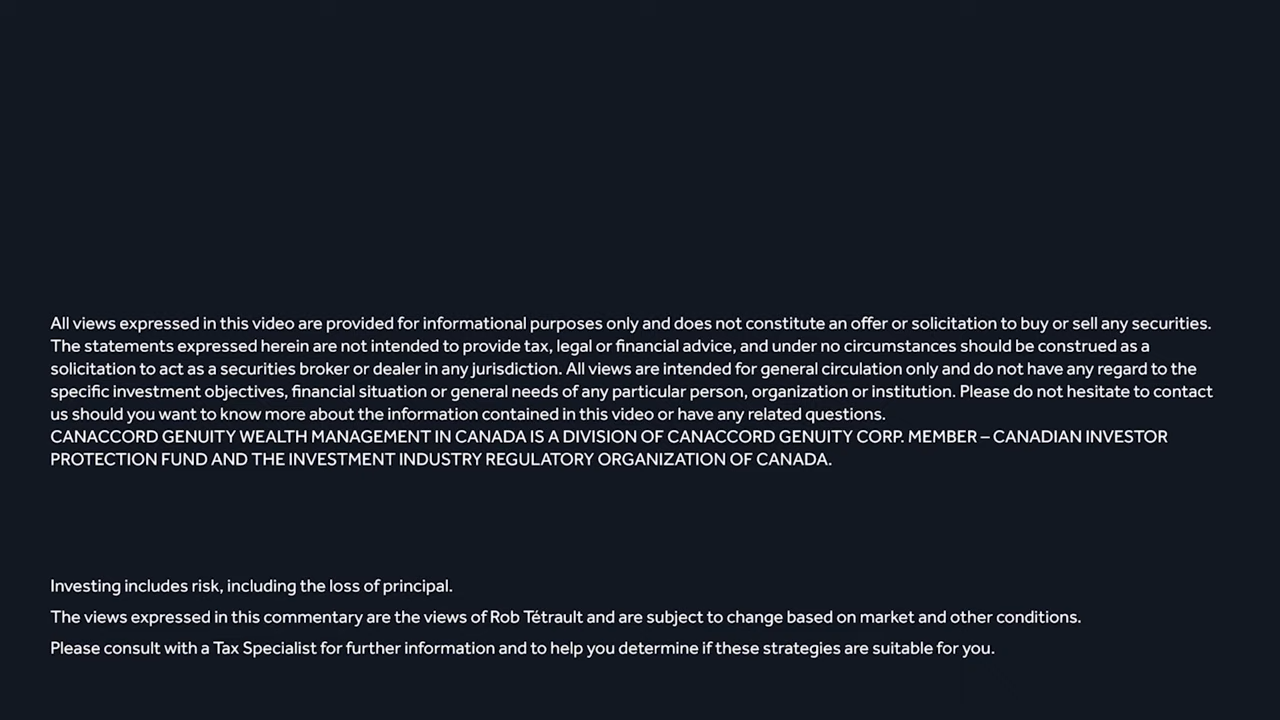 All views expressed in this video are provided for informational purposes only and does not constitute an offer or solicitation to buy or sell any securities.
The statements expressed herein are not intended to provide tax, legal or financial advice, and under no circumstances should be construed as a
solicitation to act as a securities broker or dealer in any jurisdiction. All views are intended for general circulation only and do not have any regard to the
specific investment objectives, financial situation or general needs of any particular person, organization or institution. Please do not hesitate to contact
us should you want to know more about the information contained in this video or have any related questions.
CANACCORD GENUITY WEALTH MANAGEMENT IN CANADA IS A DIVISION OF CANACCORD GENUITY CORP. MEMBER – CANADIAN INVESTOR
PROTECTION FUND AND THE INVESTMENT INDUSTRY REGULATORY ORGANIZATION OF CANADA.
Investing includes risk, including the loss of principal.
The views expressed in this commentary are the views of Rob Tétrault and are subject to change based on market and other conditions.
Please consult with a Tax Specialist for further information and to help you determine if these strategies are suitable for you.